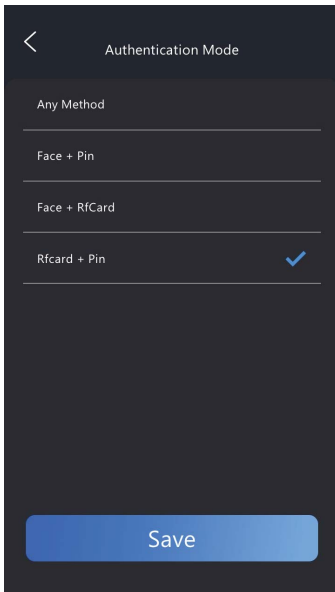 Authentication Mode
Any Method
Face + Pin
Face + RfCard
Rfcard + Pin
Save